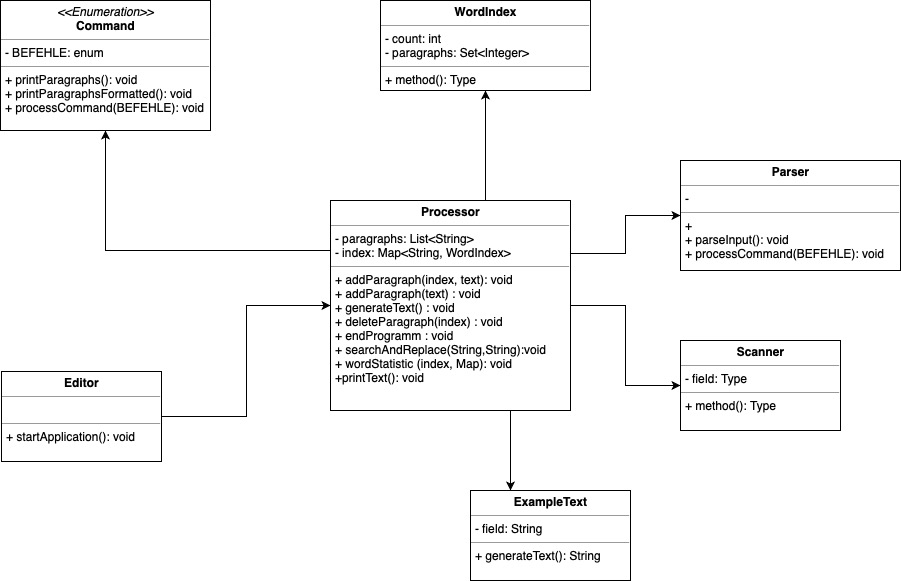 <<Enumeration>>
Command
- BEFEHLE: enum
+ printParagraphs(): void
+ printParagraphsFormatted(): void
+ processCommand(BEFEHLE): void
WordIndex
- count: int
- paragraphs: Set<Integer>
+ method(): Type
Parser
-
+
+ parseInput(): void
+ processCommand(BEFEHLE): void
Processor
- paragraphs: List<String>
- index: Map<String, WordIndex>
+ addParagraph(index, text): void
+ addParagraph(text) : void
+ generateText() : void
+ deleteParagraph(index) : void
+ endProgramm : void
+ searchAndReplace(String,String):void
+ wordStatistic (index, Map): void
+printText(): void
Scanner
- field: Type
+ method(): Type
Editor
+ startApplication(): void
ExampleText
- field: String
+ generateText(): String